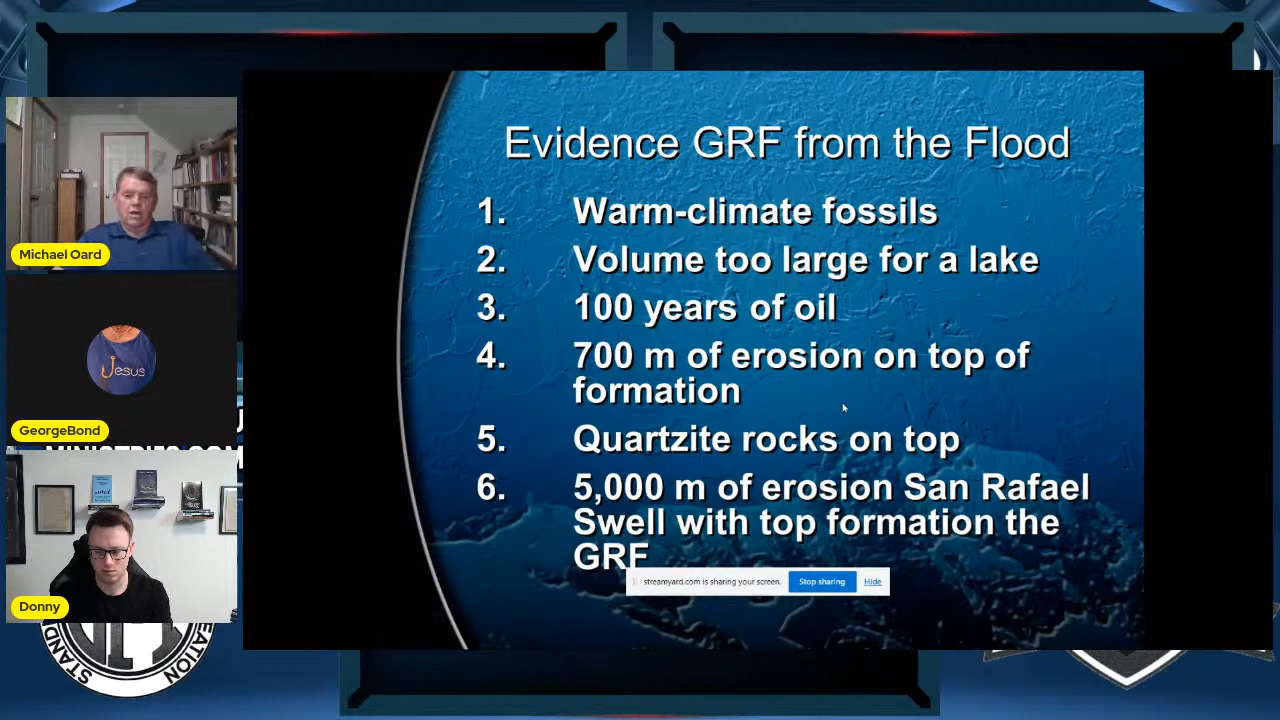 Evidence GRF from the Flood
1. Warm-climate fossils
2. Volume too large for a lake
3. 100 years of oil
4. 700 m of erosion on top of
formation
5. Quartzite rocks on top
6. 5,000 m of erosion San Rafael
Swell with top formation the
GRF
streamyard.com is sharing your screen. Stop sharing Hide
Michael Oard
Jesus
GeorgeBond
Donny
STAND
EATION